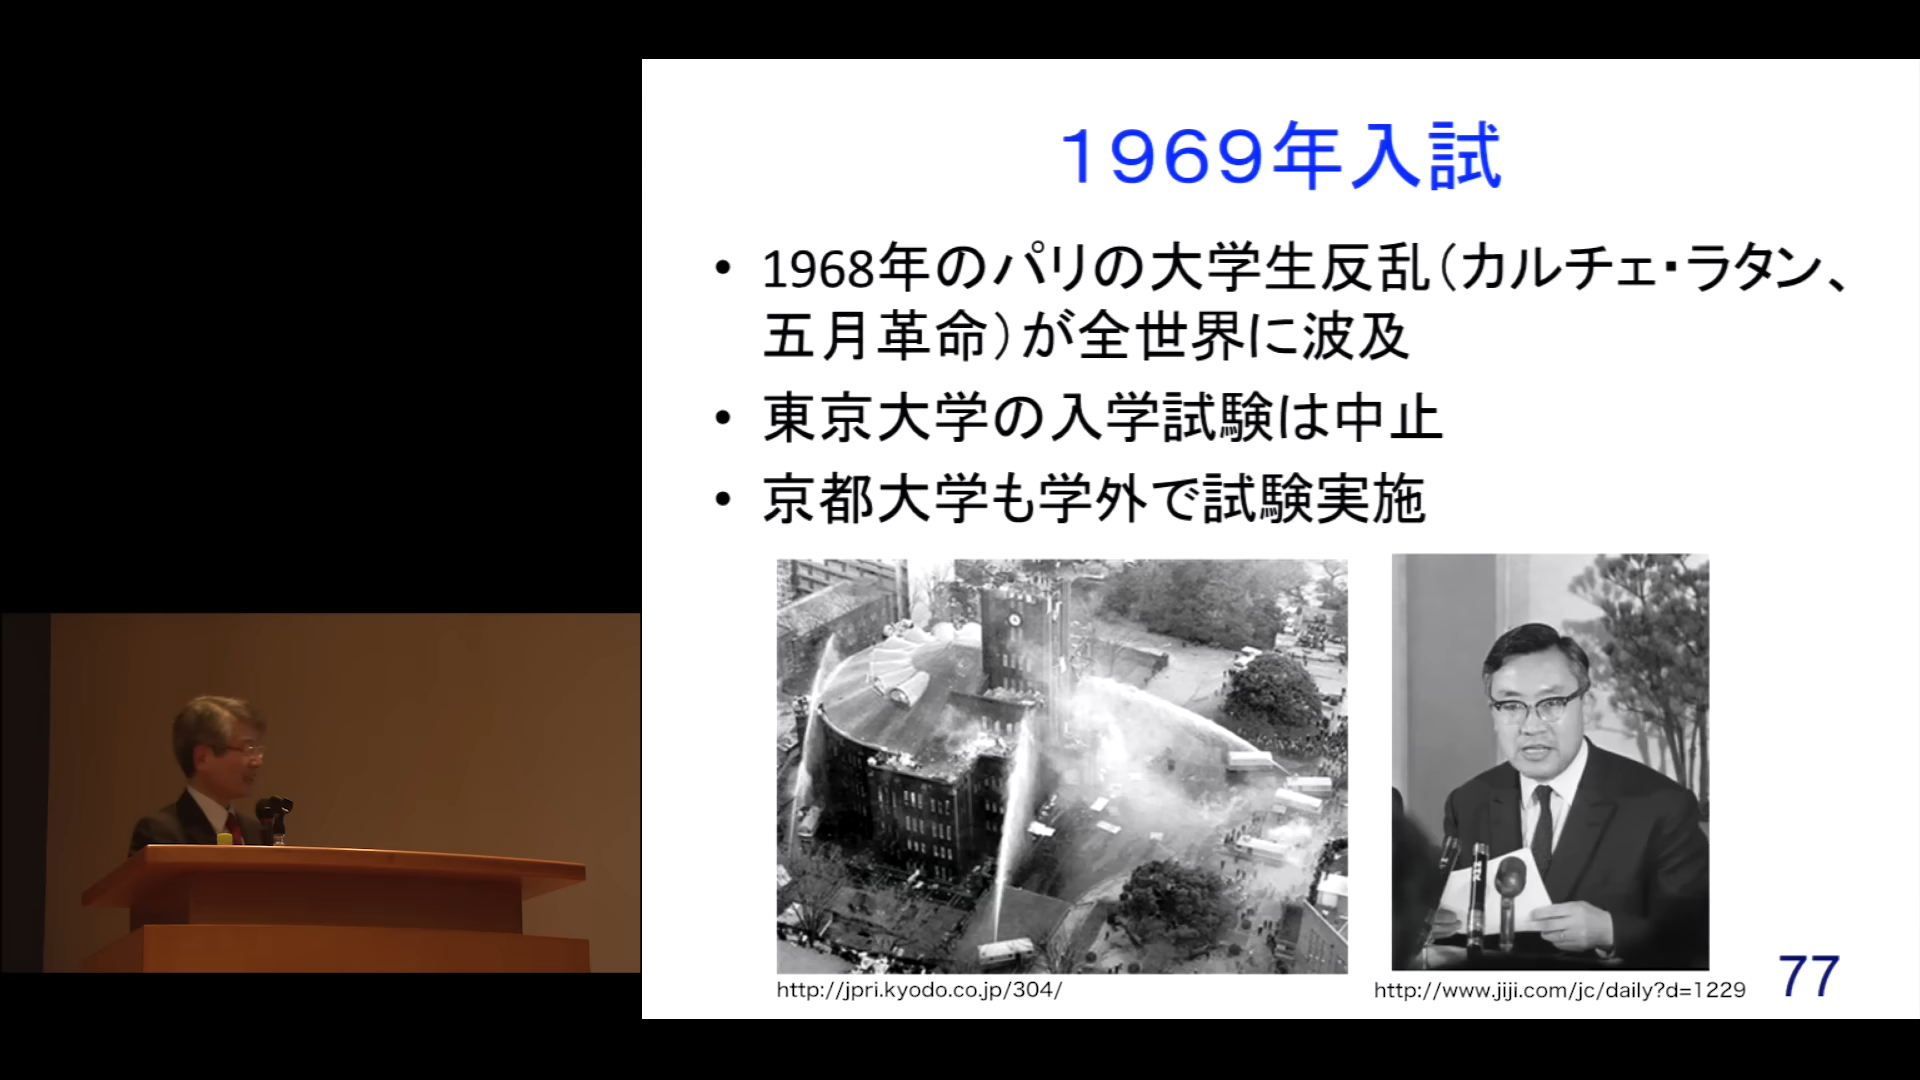 1969年入試
• 1968年のパリの大学生反乱（カルチェ・ラタン、
五月革命）が全世界に波及
• 東京大学の入学試験は中止
• 京都大学も学外で試験実施
http://jpri.kyodo.co.jp/304/
http://www.jiji.com/jc/daily?d=1229
77